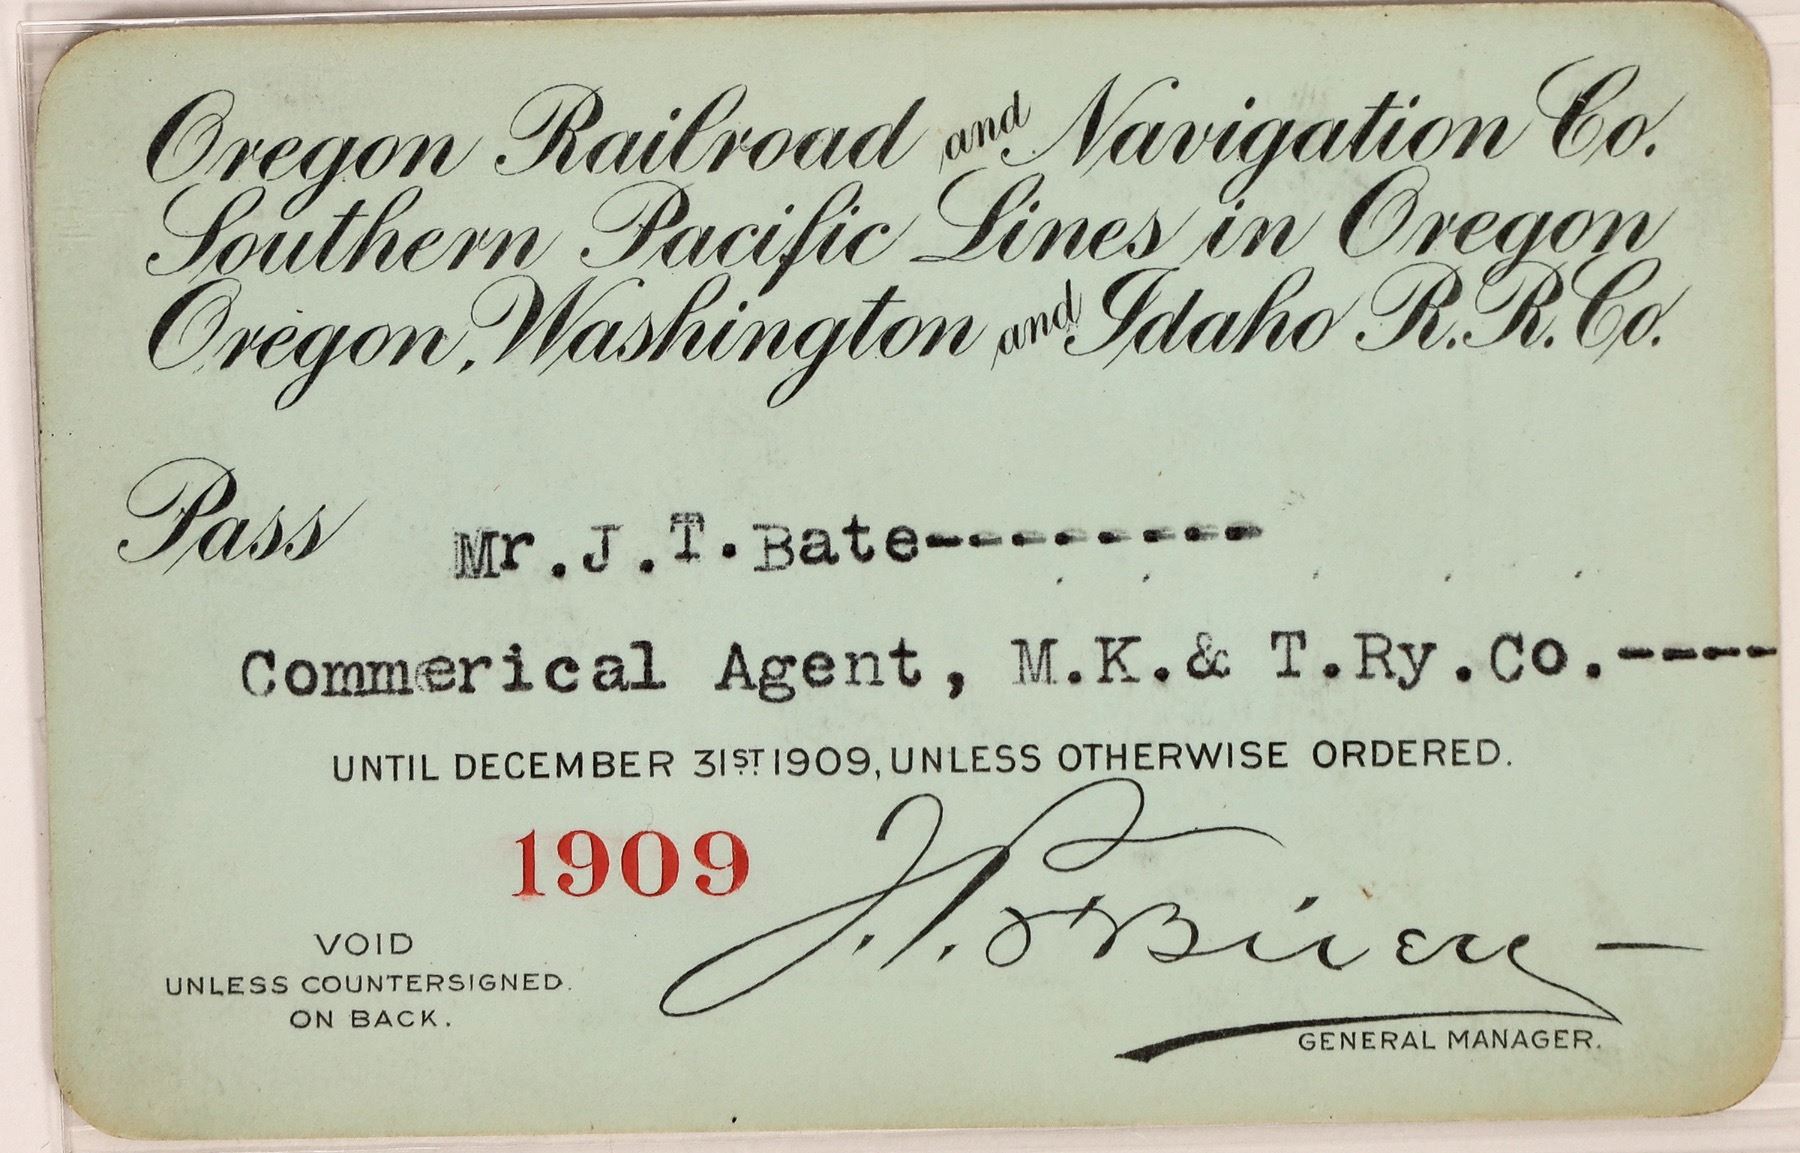 Oregon Railroad and Navigation Co.
Southern Pacific Lines in Oregon
Oregon, Washington and Idaho R.R.Co.
Pass Mr.J.T.Bate---------
Commerical Agent, M.K.& T.Ry.Co.----
UNTIL DECEMBER 31ST 1909, UNLESS OTHERWISE ORDERED.
1909
J.P. O'Brien
VOID
UNLESS COUNTERSIGNED
ON BACK.
GENERAL MANAGER.